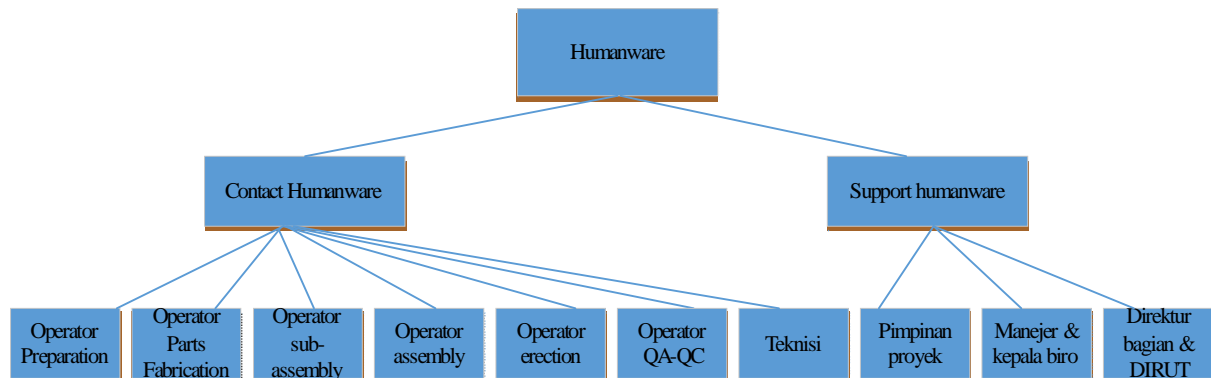 Humanware
Contact Humanware
Support humanware
Operator
Preparation
Operator
Parts
Fabrication
Operator
sub-
assembly
Operator
assembly
Operator
erection
Operator
QA-QC
Teknisi
Pimpinan
proyek
Manejer &
kepala biro
Direktur
bagian &
DIRUT